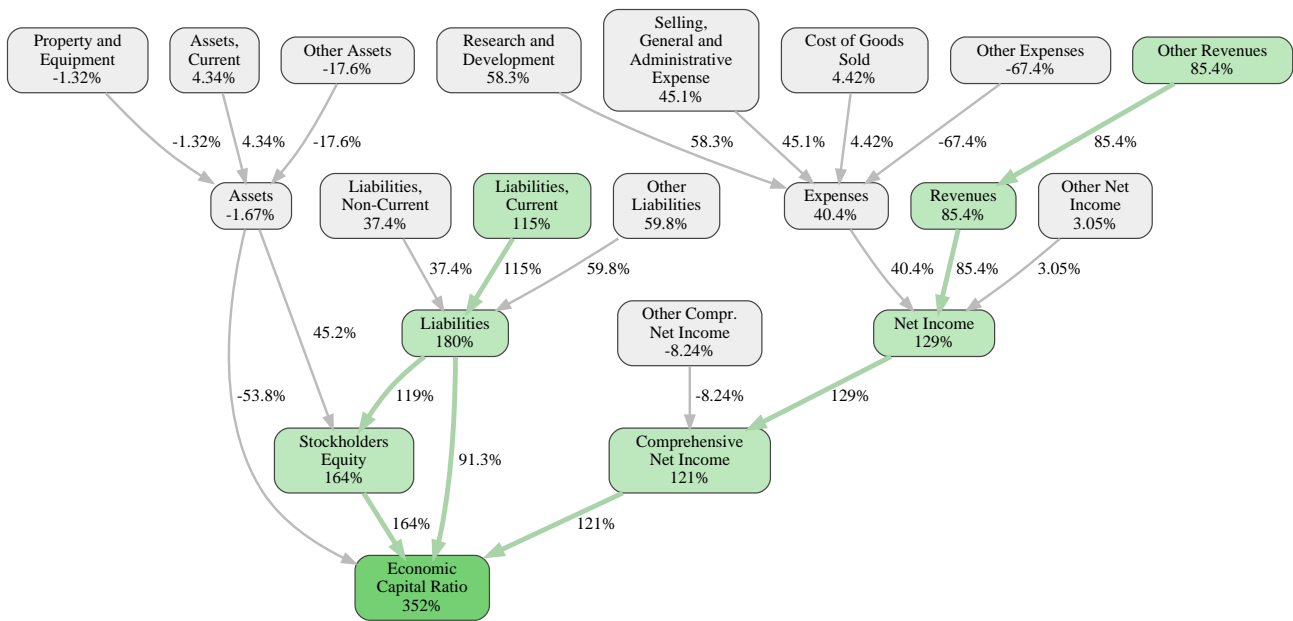 Property and
Equipment
-1.32%
Assets,
Current
4.34%
Other Assets
-17.6%
Research and
Development
58.3%
Selling,
General and
Administrative
Expense
45.1%
Cost of Goods
Sold
4.42%
Other Expenses
-67.4%
Other Revenues
85.4%
-1.32%
4.34%
-17.6%
58.3%
45.1%
4.42%
-67.4%
85.4%
Assets
-1.67%
Liabilities,
Non-Current
37.4%
Liabilities,
Current
115%
Other
Liabilities
59.8%
Expenses
40.4%
Revenues
85.4%
Other Net
Income
3.05%
37.4%
115%
59.8%
40.4%
85.4%
3.05%
45.2%
Liabilities
180%
Other Compr.
Net Income
-8.24%
Net Income
129%
-53.8%
119%
-8.24%
129%
Stockholders
Equity
164%
91.3%
Comprehensive
Net Income
121%
164%
121%
Economic
Capital Ratio
352%